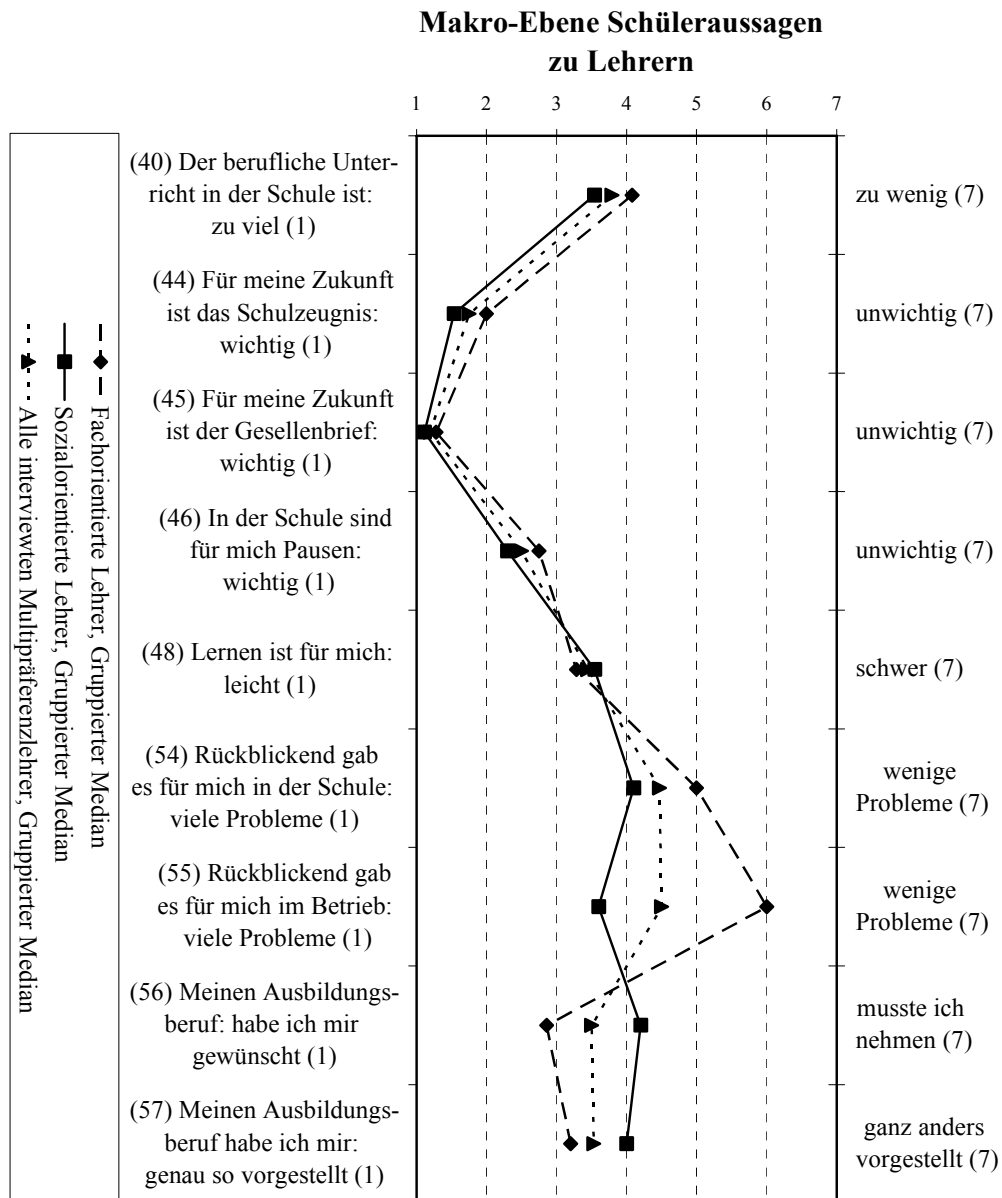 Makro-Ebene Schüleraussagen
zu Lehrern
1 2 3 4 5 6 7
(40) Der berufliche Unter-
richt in der Schule ist:
zu viel (1)
zu wenig (7)
(44) Für meine Zukunft
ist das Schulzeugnis:
wichtig (1)
unwichtig (7)
(45) Für meine Zukunft
ist der Gesellenbrief:
wichtig (1)
unwichtig (7)
(46) In der Schule sind
für mich Pausen:
wichtig (1)
unwichtig (7)
(48) Lernen ist für mich:
leicht (1)
schwer (7)
(54) Rückblickend gab
es für mich in der Schule:
viele Probleme (1)
wenige
Probleme (7)
(55) Rückblickend gab
es für mich im Betrieb:
viele Probleme (1)
wenige
Probleme (7)
(56) Meinen Ausbildungs-
beruf: habe ich mir
gewünscht (1)
musste ich
nehmen (7)
(57) Meinen Ausbildungs-
beruf habe ich mir:
genau so vorgestellt (1)
ganz anders
vorgestellt (7)
Fachorientierte Lehrer, Gruppierter Median
Sozialorientierte Lehrer, Gruppierter Median
Alle interviewten Multipräferenzlehrer, Gruppierter Median